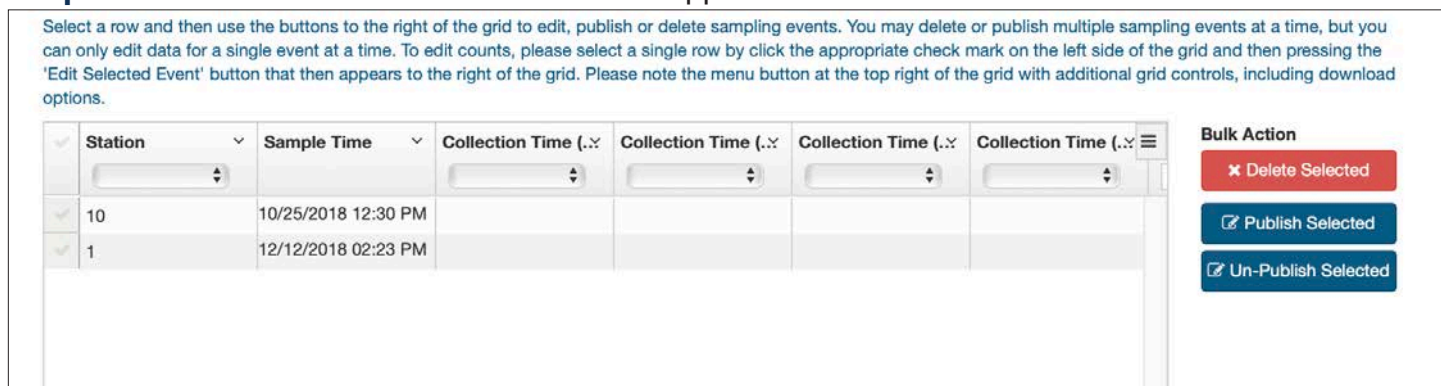 Select a row and then use the buttons to the right of the grid to edit, publish or delete sampling events. You may delete or publish multiple sampling events at a time, but you
can only edit data for a single event at a time. To edit counts, please select a single row by click the appropriate check mark on the left side of the grid and then pressing the
'Edit Selected Event' button that then appears to the right of the grid. Please note the menu button at the top right of the grid with additional grid controls, including download
options.
Station Sample Time Collection Time (.. Collection Time (.. Collection Time (.. Collection Time (..
10 10/25/2018 12:30 PM
1 12/12/2018 02:23 PM
Bulk Action
Delete Selected
Publish Selected
Un-Publish Selected